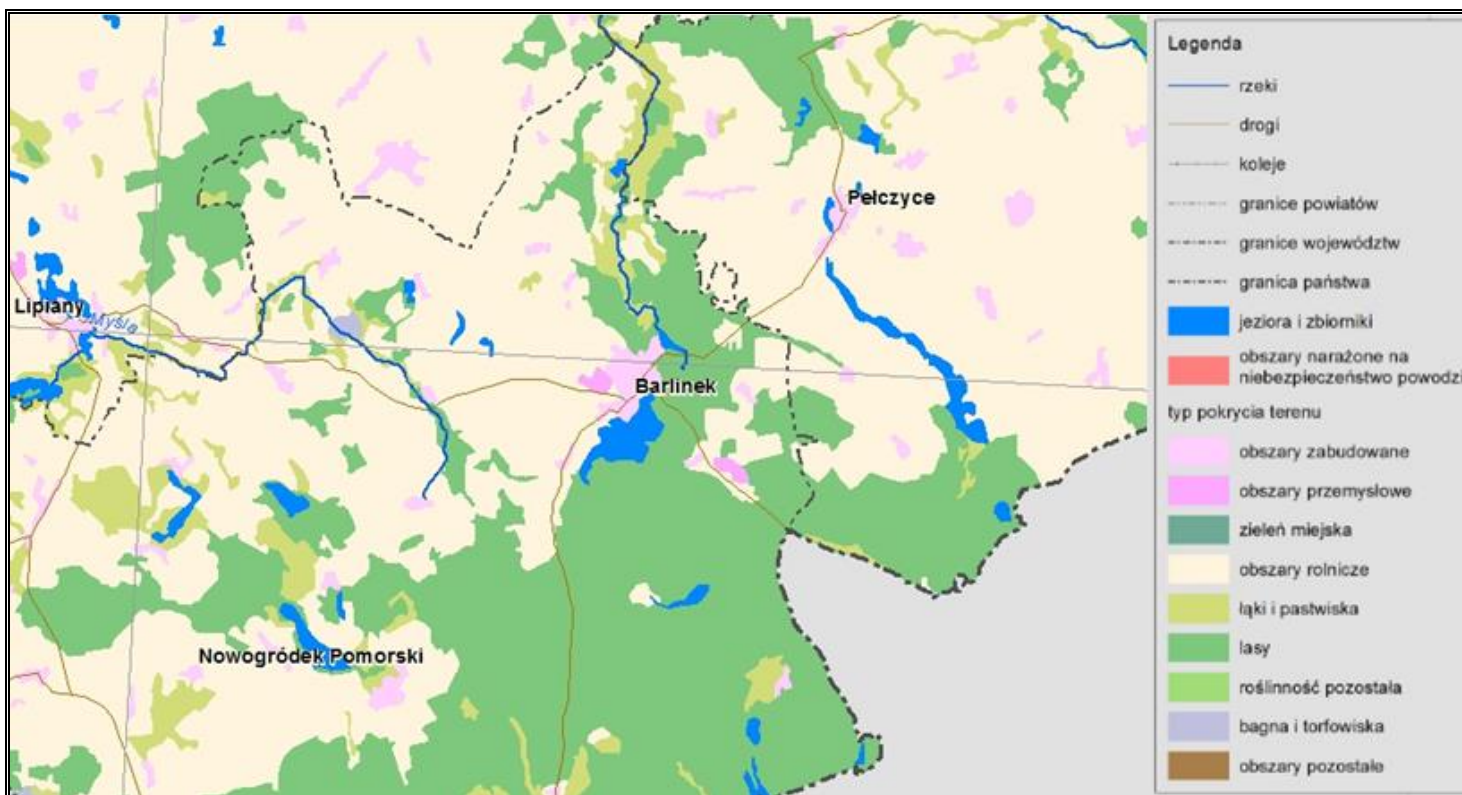 Pełczyce
Lipiany
Myśla
Barlinek
Nowogródek Pomorski
Legenda
rzeki
drogi
koleje
granice powiatów
granice województw
granica państwa
jeziora i zbiorniki
obszary narażone na
niebezpieczeństwo powodzi
typ pokrycia terenu
obszary zabudowane
obszary przemysłowe
zieleń miejska
obszary rolnicze
łąki i pastwiska
lasy
roślinność pozostała
bagna i torfowiska
obszary pozostałe